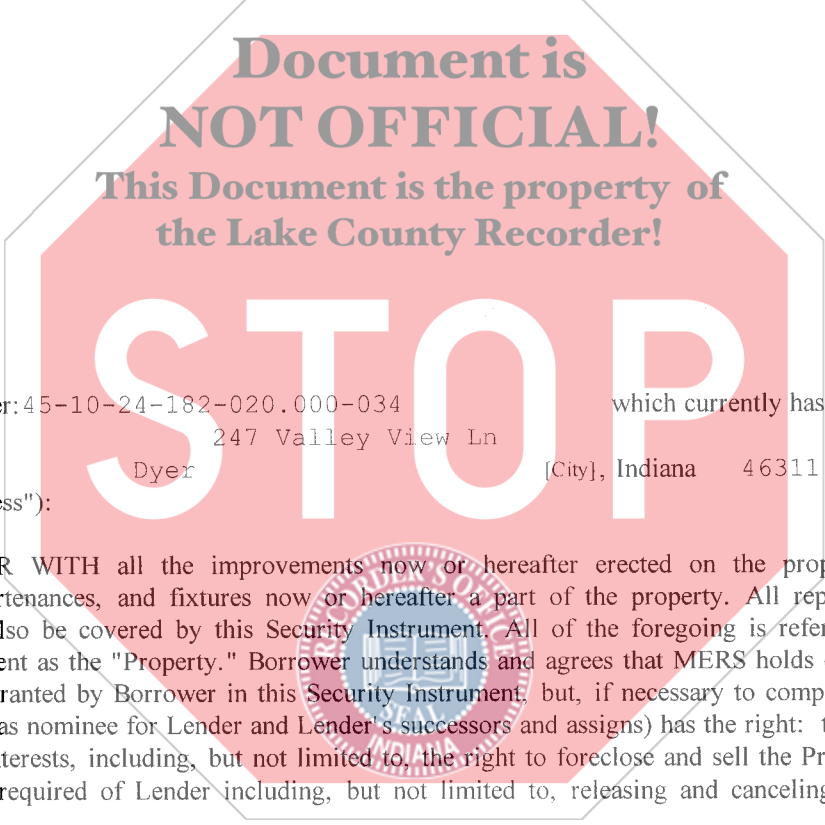 Document is
NOT OFFICIAL!
This Document is the property of
the Lake County Recorder!
STOP
er:45-10-24-182-020.000-034 which currently has
247 Valley View Ln
Dyer [City], Indiana 46311
ess"):
R WITH all the improvements now or hereafter erected on the prop
rtenances, and fixtures now or hereafter a part of the property. All rep
lso be covered by this Security Instrument. All of the foregoing is refer
ent as the "Property." Borrower understands and agrees that MERS holds
ranted by Borrower in this Security Instrument, but, if necessary to comp
as nominee for Lender and Lender's successors and assigns) has the right: t
terests, including, but not limited to, the right to foreclose and sell the Pr
required of Lender including, but not limited to, releasing and canceling
RECORDER'S OFFICE
SEAL
INDIANA